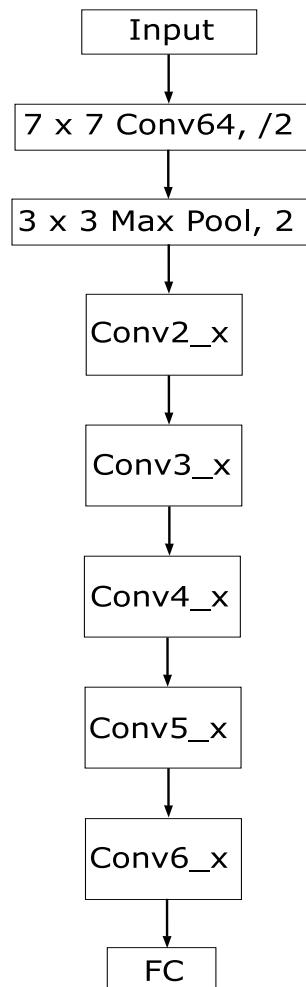 Input
7 x 7 Conv64, /2
3 x 3 Max Pool, 2
Conv2_x
Conv3_x
Conv4_x
Conv5_x
Conv6_x
FC